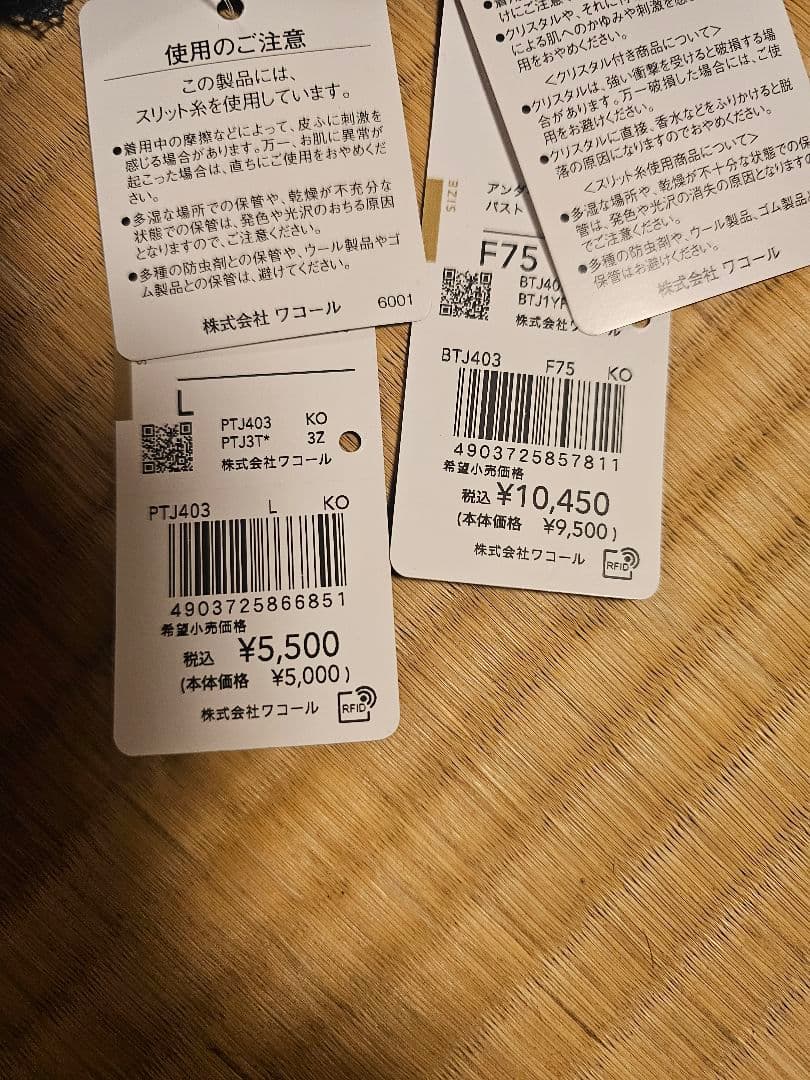 使用のご注意
この製品には、
スリット糸を使用しています。
●着用中の摩擦などによって、皮ふに刺激を
感じる場合があります。万一、お肌に異常が
起こった場合は、直ちにご使用をおやめくだ
さい。
●多湿な場所での保管や、乾燥が不充分な
状態での保管は、発色や光沢のおちる原因
となりますので、ご注意ください。
●多種の防虫剤との保管や、ウール製品やゴ
ム製品との保管は、避けてください。
株式会社 ワコール
6001
けにご注意
●クリスタルや、それに
による肌へのかゆみや刺激を感
用をおやめください。
<クリスタル付き商品について>
●クリスタルは、強い衝撃を受けると破損する場
合があります。万一破損した場合には、ご使
用をお避けください。
●クリスタルに直接、香水などをふりかけると脱
落の原因になりますのでおやめください。
<スリット糸使用商品について>
●多湿な場所や、乾燥が不十分な状態での保
管は、発色や光沢の消失の原因となりますの
でご注意ください。
●多種の防虫剤や、ウール製品、ゴム製品
保管はお避けください。
株式会社 ワコール
SIZE
アンダ
バスト
F75
BTJ40
BTJ1Y
株式会社ワコール
BTJ403 F75 KO
4903725857811
希望小売価格
税込 ¥10,450
(本体価格 ¥9,500)
株式会社ワコール
RFID
L
PTJ403 KO
PTJ3T* 3Z
株式会社ワコール
PTJ403 L KO
4903725866851
希望小売価格
税込 ¥5,500
(本体価格 ¥5,000)
株式会社ワコール
RFID